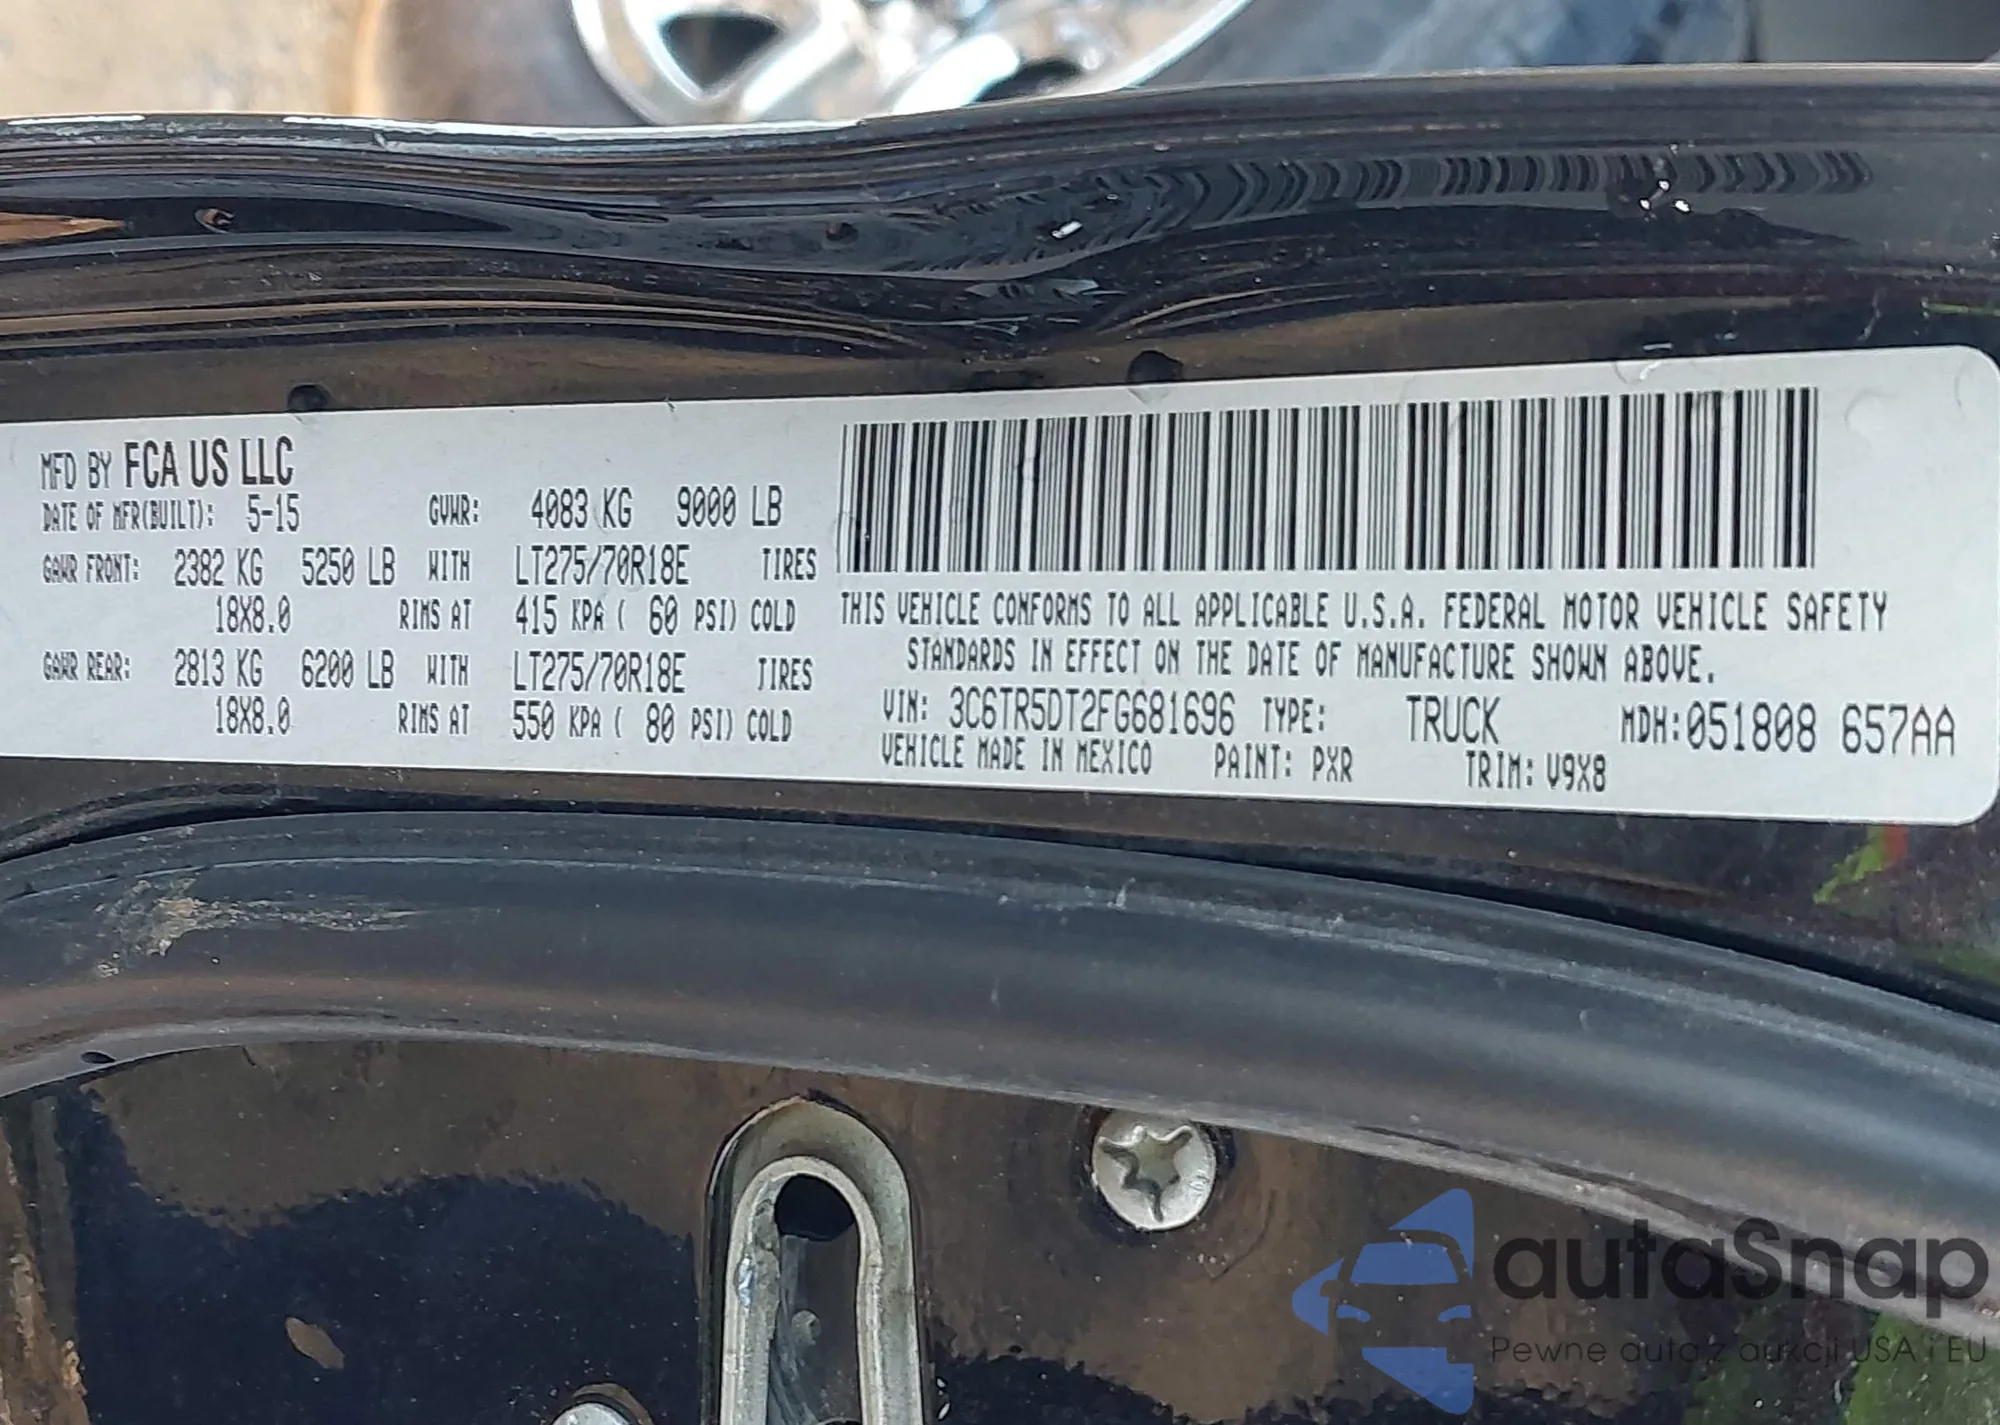 MFD BY FCA US LLC
DATE OF MFR(BUILT): 5-15 GVWR: 4083 KG 9000 LB
GAWR FRONT: 2382 KG 5250 LB WITH LT275/70R18E TIRES
18X8.0 RIMS AT 415 KPA ( 60 PSI) COLD
GAWR REAR: 2813 KG 6200 LB WITH LT275/70R18E TIRES
18X8.0 RIMS AT 550 KPA ( 80 PSI) COLD
THIS VEHICLE CONFORMS TO ALL APPLICABLE U.S.A. FEDERAL MOTOR VEHICLE SAFETY
STANDARDS IN EFFECT ON THE DATE OF MANUFACTURE SHOWN ABOVE.
VIN: 3C6TR5DT2FG681696 TYPE: TRUCK MDH:051808 657AA
VEHICLE MADE IN MEXICO PAINT: PXR TRIM: V9X8
autaSnap
Pewne auta z aukcji USA i EU